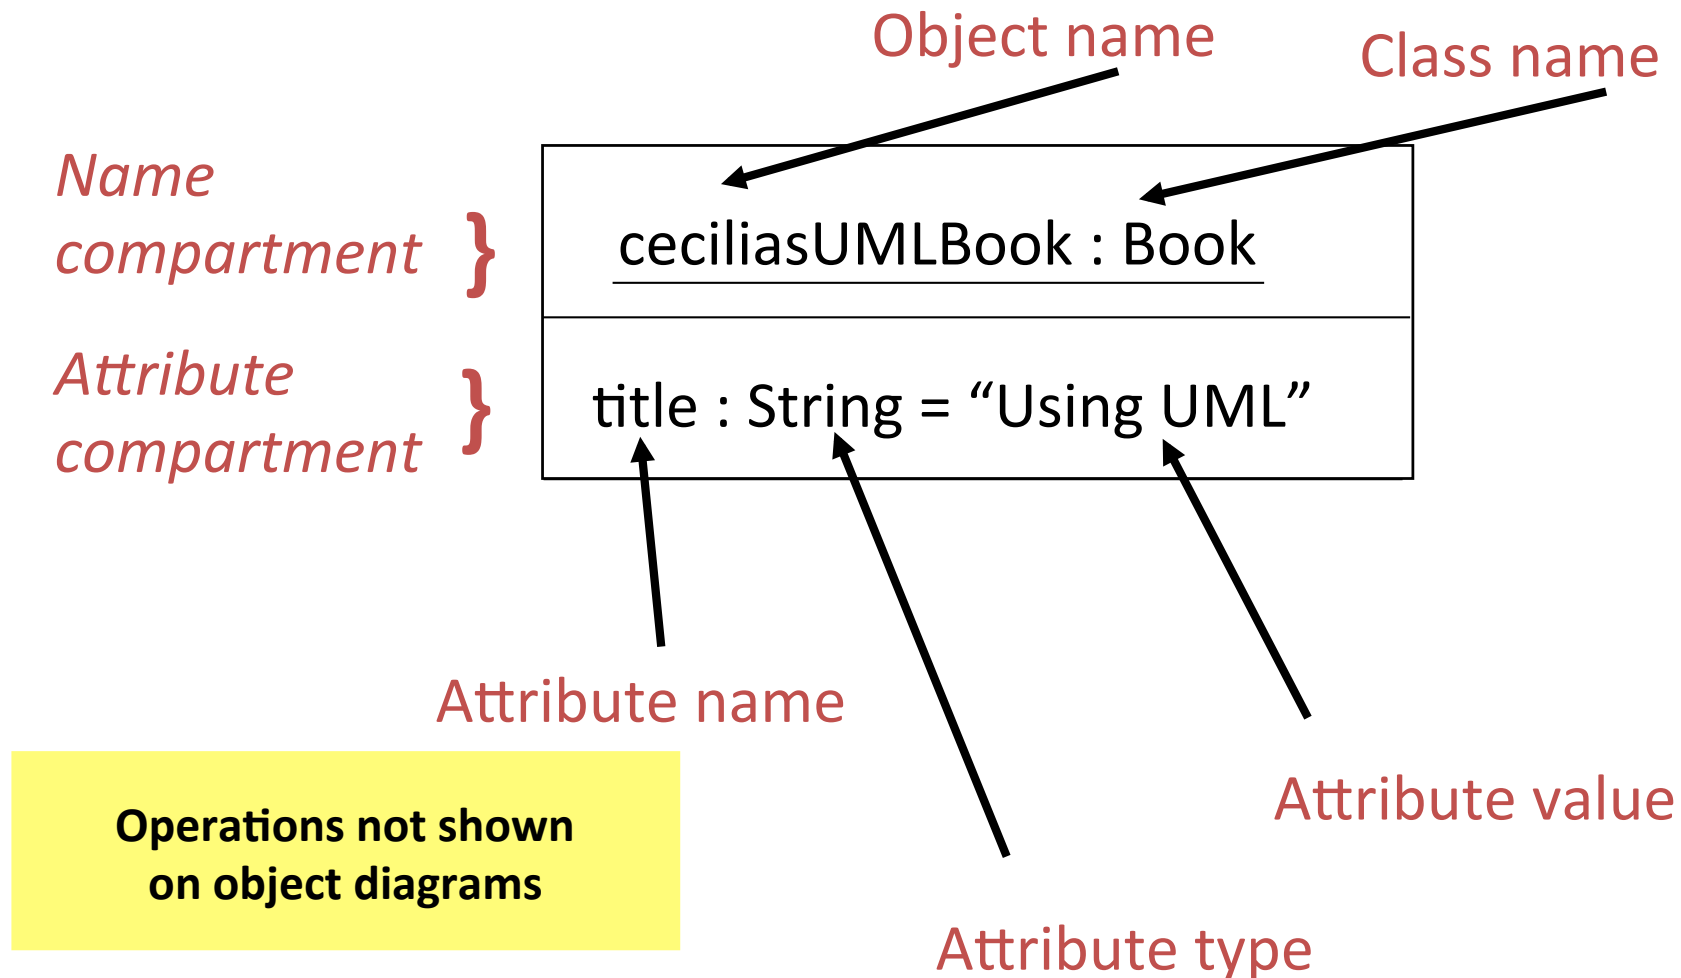 Object name
Class name
Name
compartment }
ceciliasUMLBook : Book
Attribute
compartment }
title : String = “Using UML”
Attribute name
Attribute value
Operations not shown
on object diagrams
Attribute type